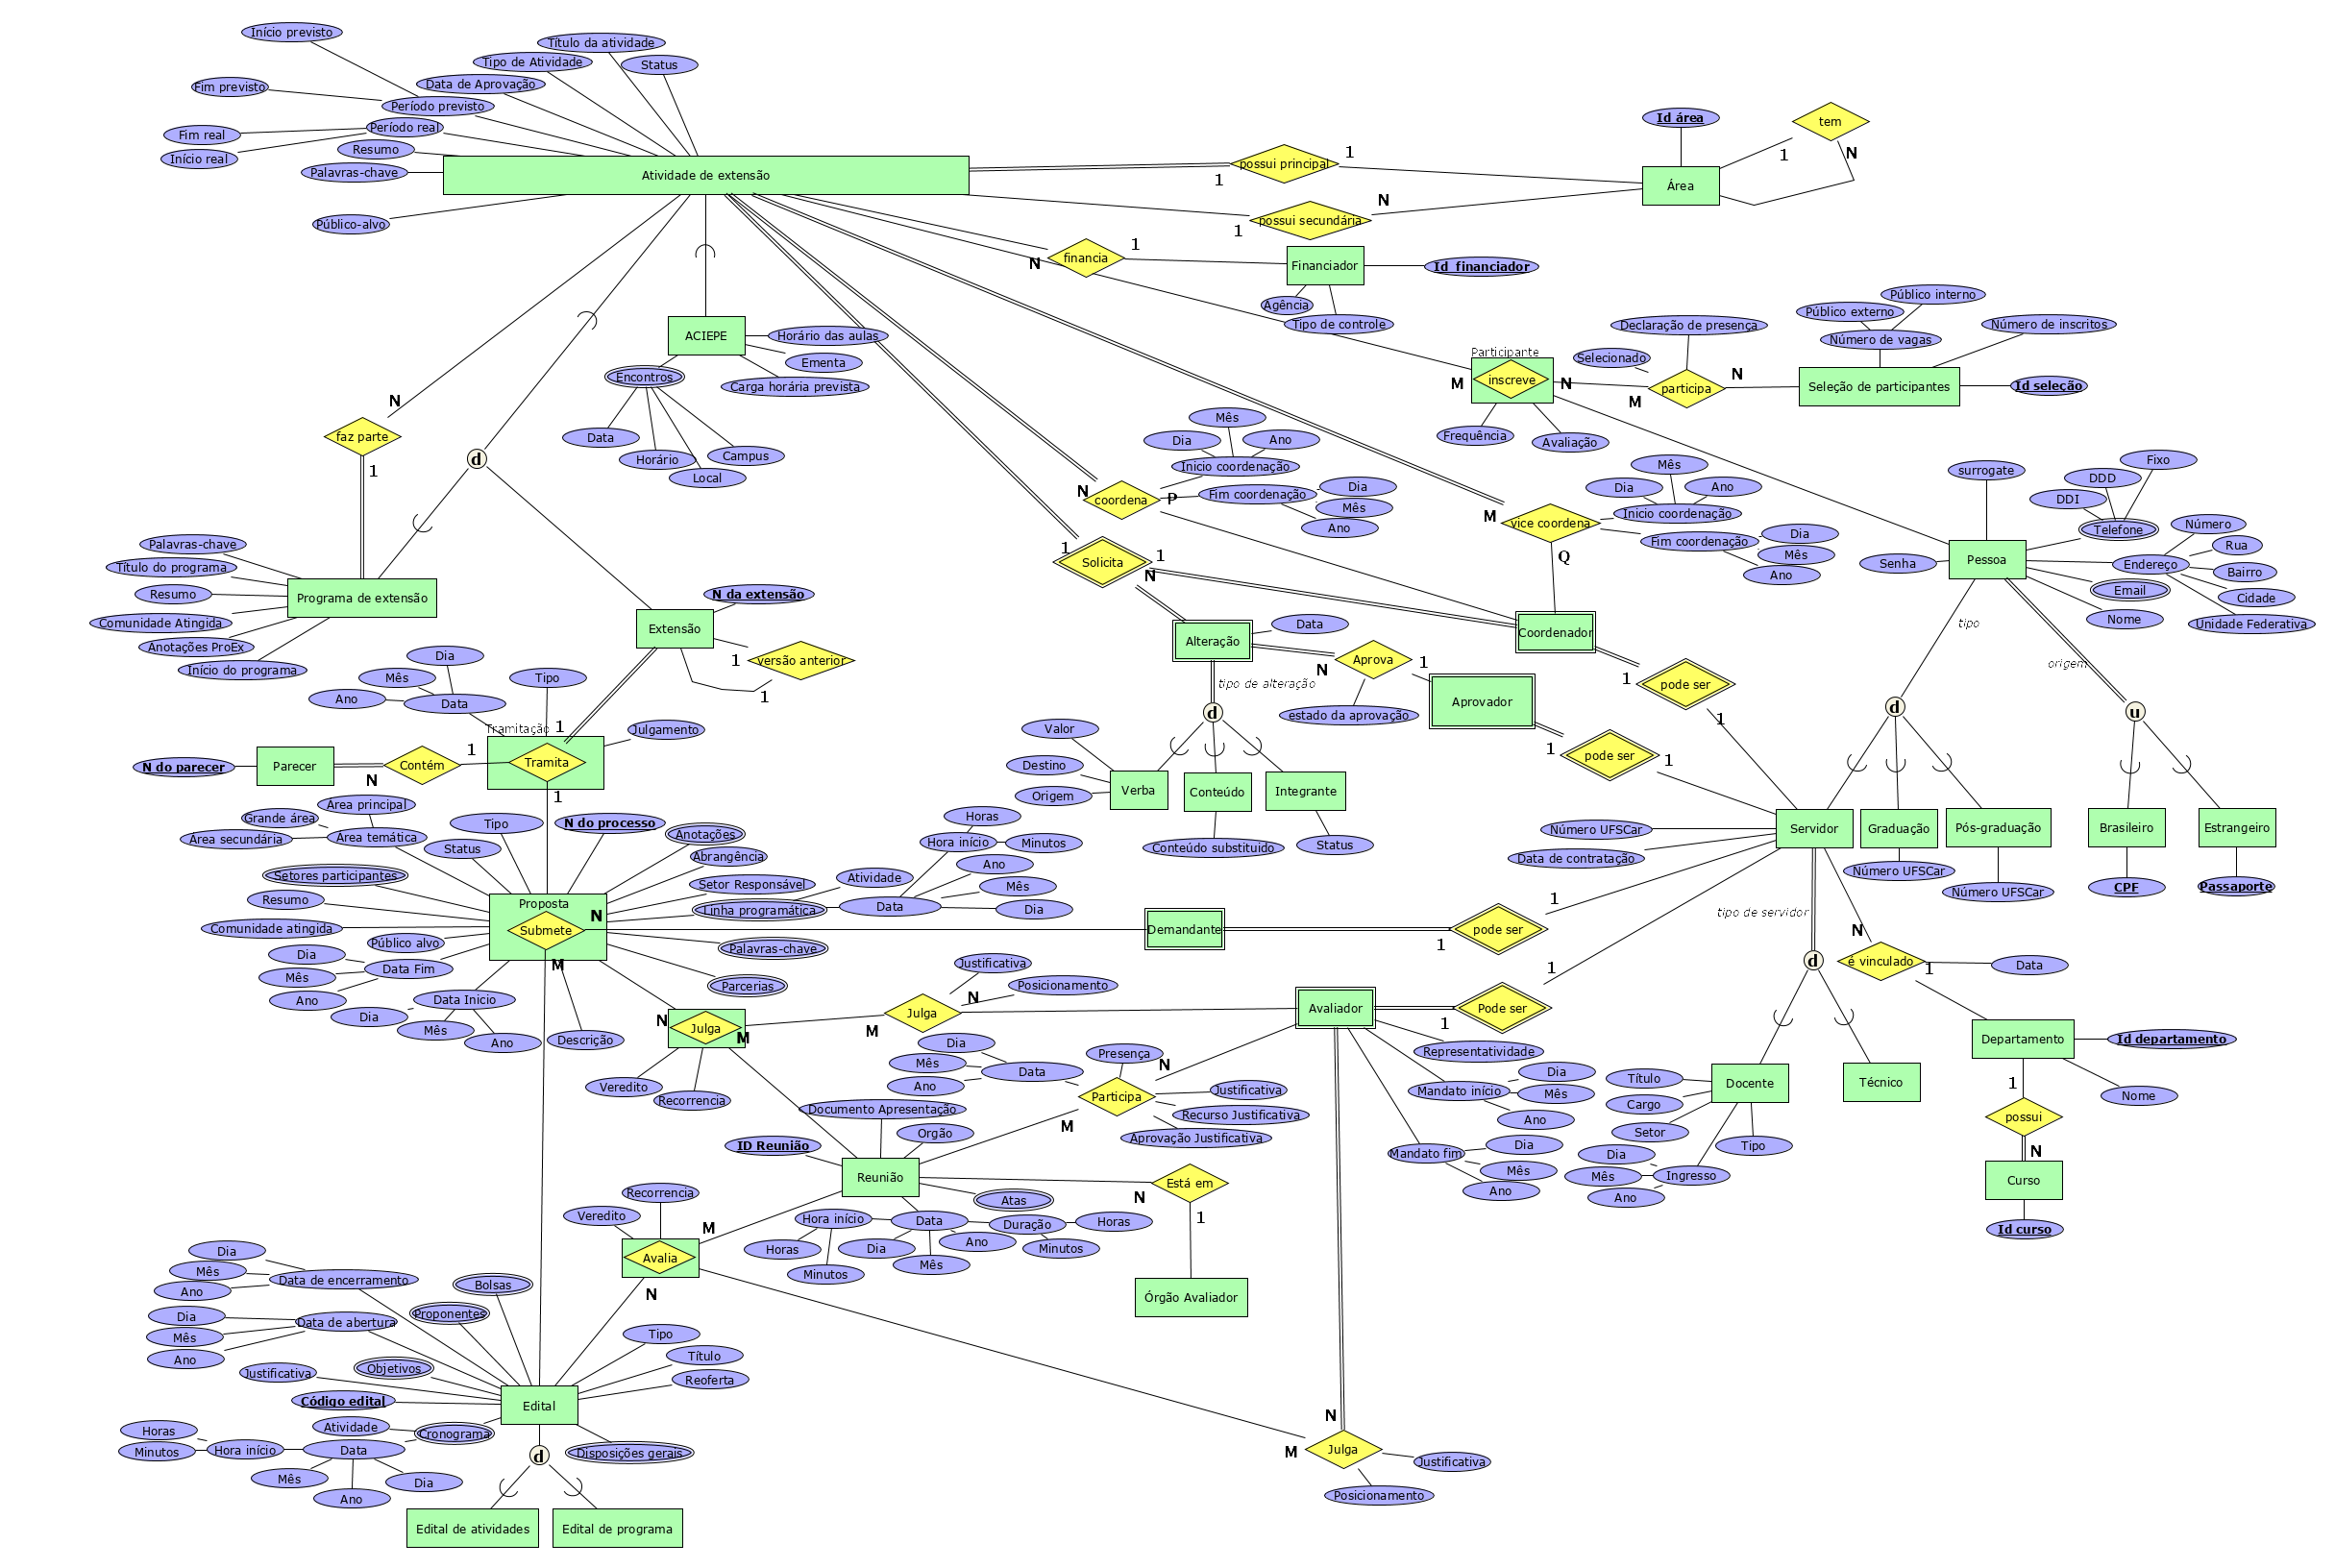 Início previsto
Título da atividade
Tipo de Atividade
Status
Fim previsto
Data de Aprovação
Período previsto
Fim real
Período real
Início real
Resumo
Palavras-chave
Público-alvo
Atividade de extensão
possui principal
1
1
Id área
tem
1
N
Área
possui secundária
1
N
financia
N
1
Financiador
Id_financiador
Agência
Tipo de controle
ACIEPE
Horário das aulas
Ementa
Carga horária prevista
Encontros
Data
Horário
Local
Campus
Participante
inscreve
M
N
Frequência
Avaliação
Declaração de presença
Selecionado
participa
M
N
Público interno
Público externo
Número de vagas
Número de inscritos
Seleção de participantes
Id seleção
N
faz parte
1
d
Mês
Dia
Ano
Inicio coordenação
Fim coordenação
Dia
Mês
Ano
N
coordena
P
Mês
Dia
Ano
Inicio coordenação
Fim coordenação
Dia
Mês
Ano
M
vice coordena
Q
surrogate
Fixo
DDD
DDI
Telefone
Número
Rua
Endereço
Bairro
Cidade
Unidade Federativa
Email
Nome
Senha
Pessoa
tipo
origem
Palavras-chave
Título do programa
Resumo
Comunidade Atingida
Anotações ProEx
Início do programa
Programa de extensão
N da extensão
Extensão
1
versão anterior
1
1
Solicita
1
N
Alteração
Data
Coordenador
N
Aprova
1
estado da aprovação
Aprovador
tipo de alteração
d
1
pode ser
1
1
pode ser
1
d
u
Dia
Mês
Ano
Data
Tipo
Tramitação
1
Tramita
Julgamento
1
N do parecer
Parecer
N
Contém
1
Valor
Destino
Origem
Verba
Conteúdo
Integrante
Conteúdo substituido
Status
Servidor
Graduação
Pós-graduação
Brasileiro
Estrangeiro
Número UFSCar
Data de contratação
Número UFSCar
Número UFSCar
CPF
Passaporte
Área principal
Grande área
Área secundária
Área temática
Tipo
Status
N do processo
Anotações
Abrangência
Setor Responsável
Linha programática
Setores participantes
Resumo
Comunidade atingida
Público alvo
Dia
Mês
Ano
Data Fim
Dia
Mês
Ano
Data Inicio
Descrição
Palavras-chave
Parcerias
Proposta
Submete
N
M
Atividade
Data
Hora início
Horas
Minutos
Ano
Mês
Dia
Demandante
1
pode ser
1
tipo de servidor
d
N
é vinculado
1
Data
Departamento
Id departamento
Nome
1
possui
N
Curso
Id curso
Docente
Técnico
Título
Cargo
Setor
Tipo
Ingresso
Dia
Mês
Ano
N
Julga
M
Veredito
Recorrencia
Justificativa
Posicionamento
M
Julga
N
Avaliador
1
Pode ser
1
Representatividade
Mandato início
Dia
Mês
Ano
Mandato fim
Dia
Mês
Ano
Dia
Mês
Ano
Data
Presença
N
Participa
M
Justificativa
Recurso Justificativa
Aprovação Justificativa
Documento Apresentação
Orgão
ID Reunião
Reunião
Atas
N
Está em
1
Órgão Avaliador
Hora início
Horas
Minutos
Data
Dia
Mês
Ano
Duração
Horas
Minutos
Recorrencia
Veredito
M
Avalia
N
Dia
Mês
Ano
Data de encerramento
Dia
Mês
Ano
Data de abertura
Bolsas
Proponentes
Objetivos
Justificativa
Código edital
Tipo
Título
Reoferta
Edital
Atividade
Cronograma
Horas
Minutos
Hora início
Data
Mês
Ano
Dia
Disposições gerais
d
Edital de atividades
Edital de programa
N
M
Julga
Justificativa
Posicionamento